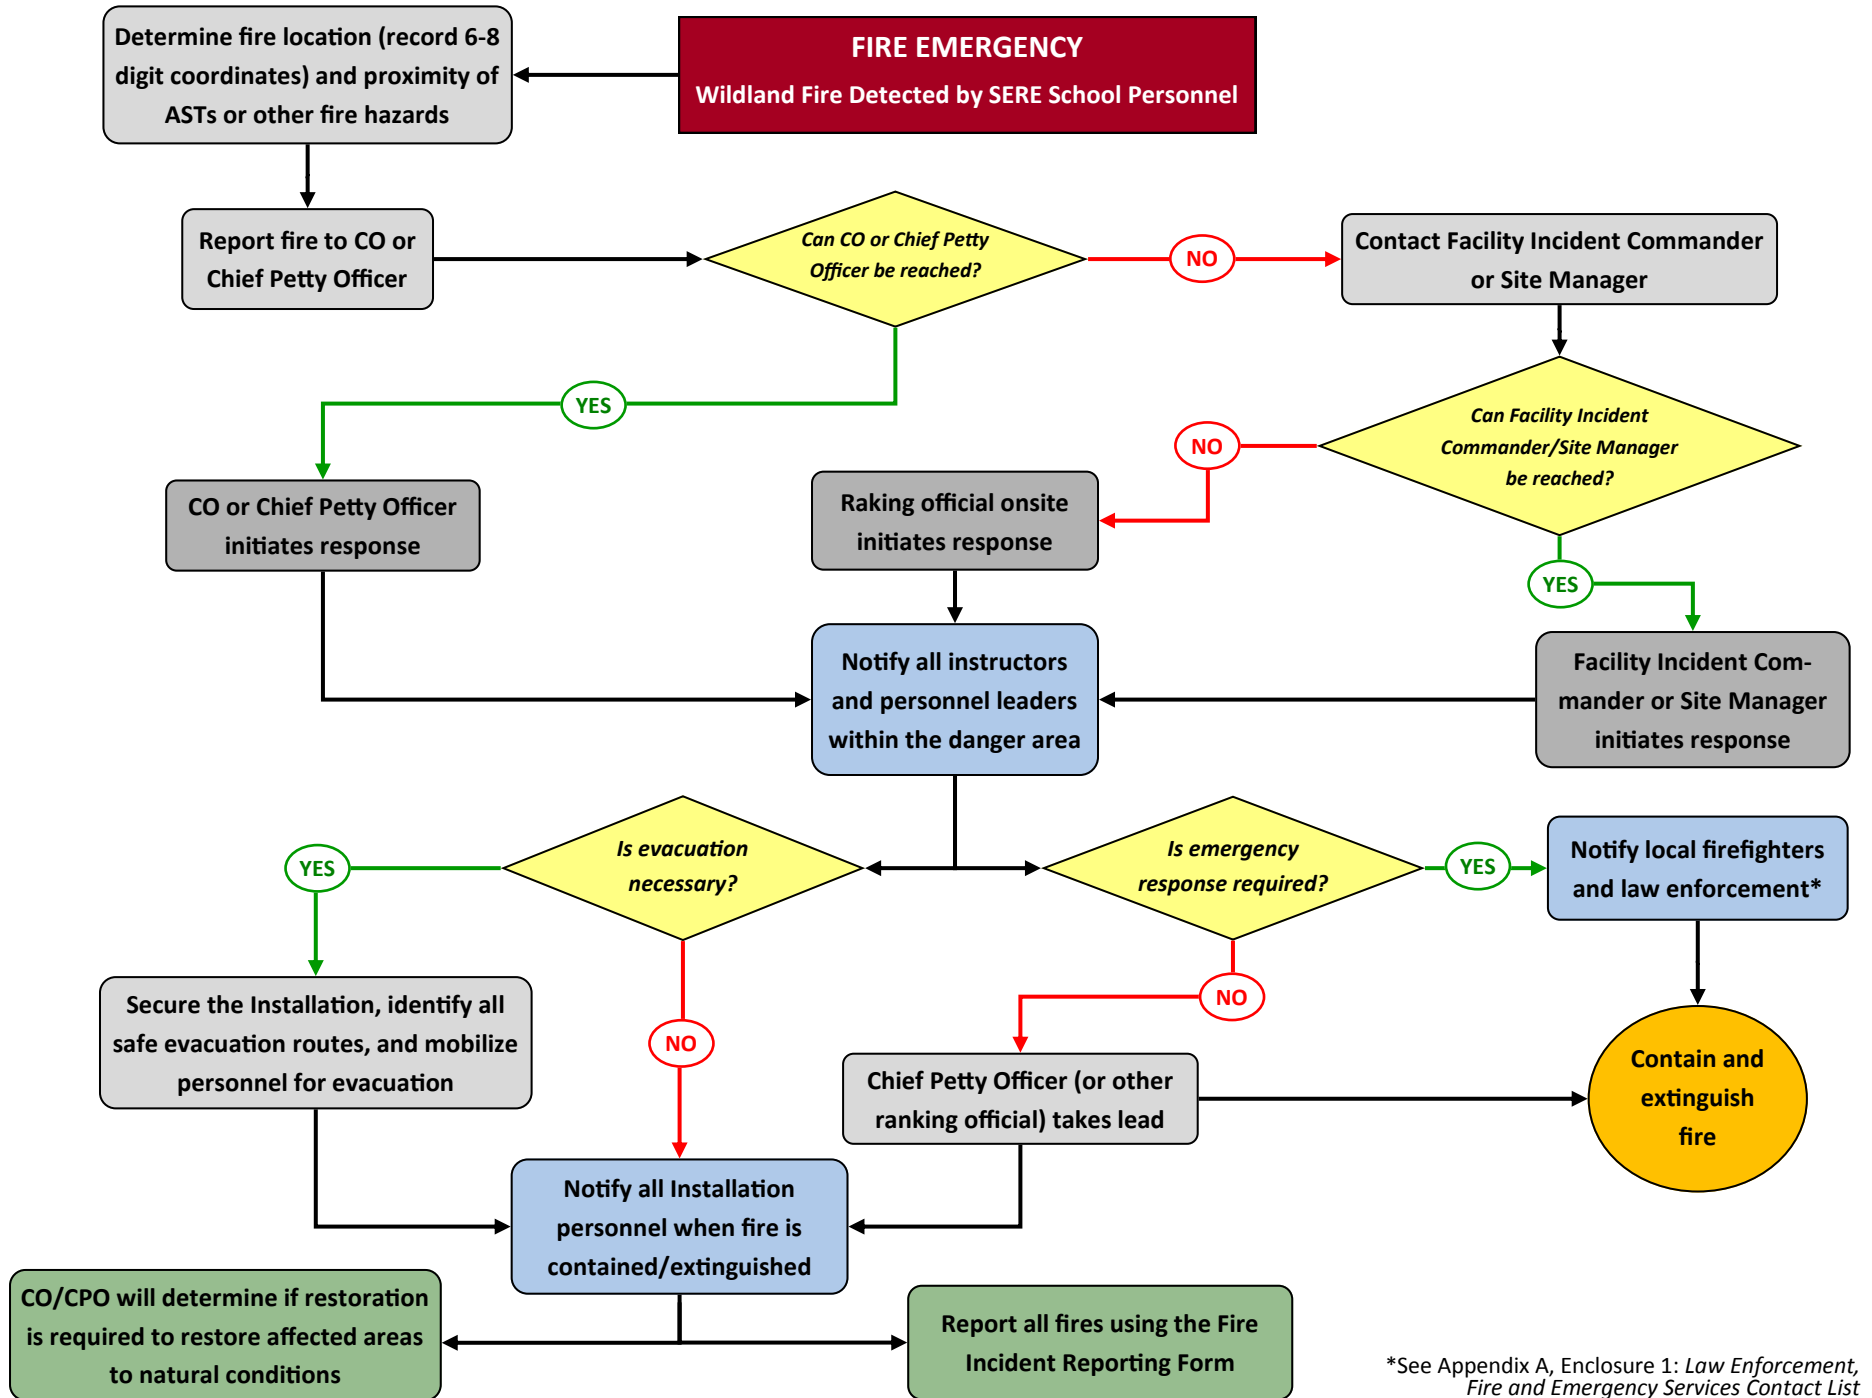 FIRE EMERGENCY
Wildland Fire Detected by SERE School Personnel
Determine fire location (record 6-8
digit coordinates) and proximity of
ASTs or other fire hazards
Report fire to CO or
Chief Petty Officer
Can CO or Chief Petty
Officer be reached?
NO
Contact Facility Incident Commander
or Site Manager
YES
Can Facility Incident
Commander/Site Manager
be reached?
NO
CO or Chief Petty Officer
initiates response
Raking official onsite
initiates response
YES
Notify all instructors
and personnel leaders
within the danger area
Facility Incident Com-
mander or Site Manager
initiates response
YES
Is evacuation
necessary?
Is emergency
response required?
YES
Notify local firefighters
and law enforcement*
Secure the Installation, identify all
safe evacuation routes, and mobilize
personnel for evacuation
NO
NO
Chief Petty Officer (or other
ranking official) takes lead
Contain and
extinguish
fire
Notify all Installation
personnel when fire is
contained/extinguished
CO/CPO will determine if restoration
is required to restore affected areas
to natural conditions
Report all fires using the Fire
Incident Reporting Form
*See Appendix A, Enclosure 1: Law Enforcement,
Fire and Emergency Services Contact List